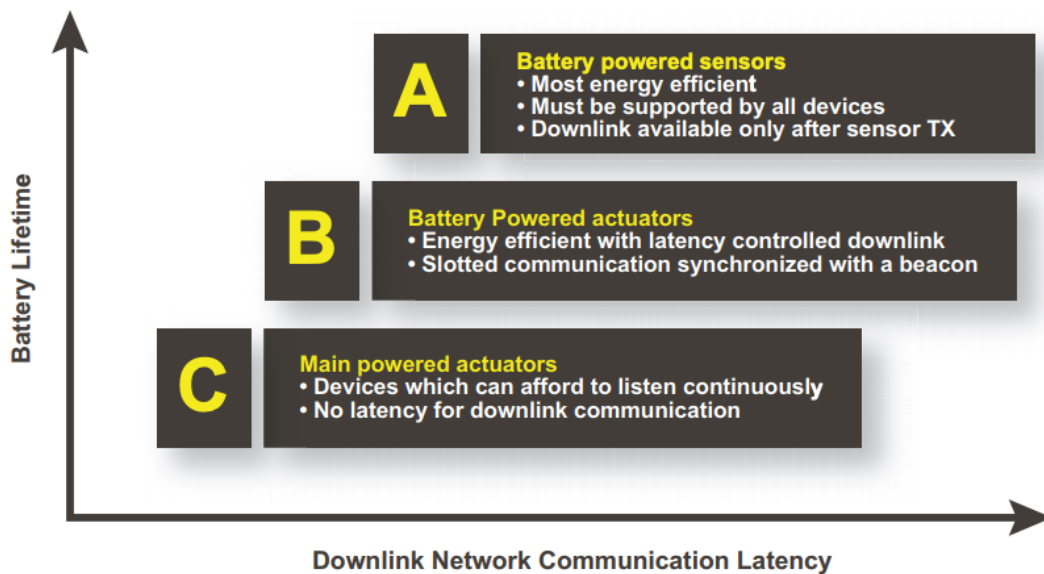 Battery Lifetime
A
Battery powered sensors
• Most energy efficient
• Must be supported by all devices
• Downlink available only after sensor TX
B
Battery Powered actuators
• Energy efficient with latency controlled downlink
• Slotted communication synchronized with a beacon
C
Main powered actuators
• Devices which can afford to listen continuously
• No latency for downlink communication
Downlink Network Communication Latency